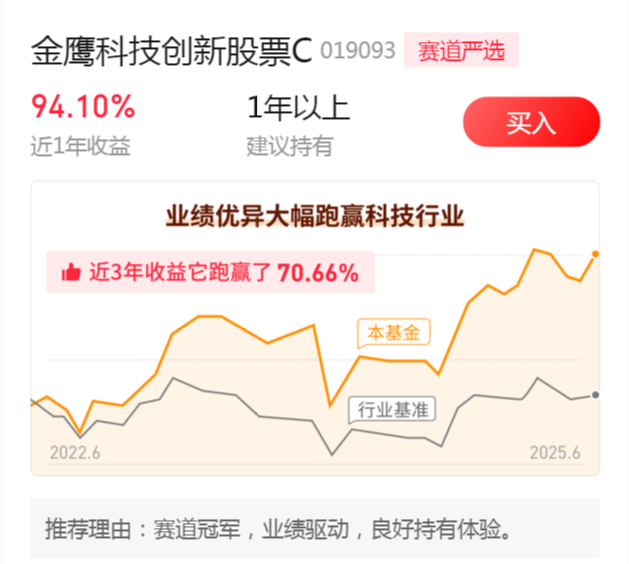 金鹰科技创新股票C 019093 赛道严选
94.10% 1年以上 买入
近1年收益 建议持有
业绩优异大幅跑赢科技行业
近3年收益它跑赢了 70.66%
本基金
行业基准
2022.6 2025.6
推荐理由：赛道冠军，业绩驱动，良好持有体验。